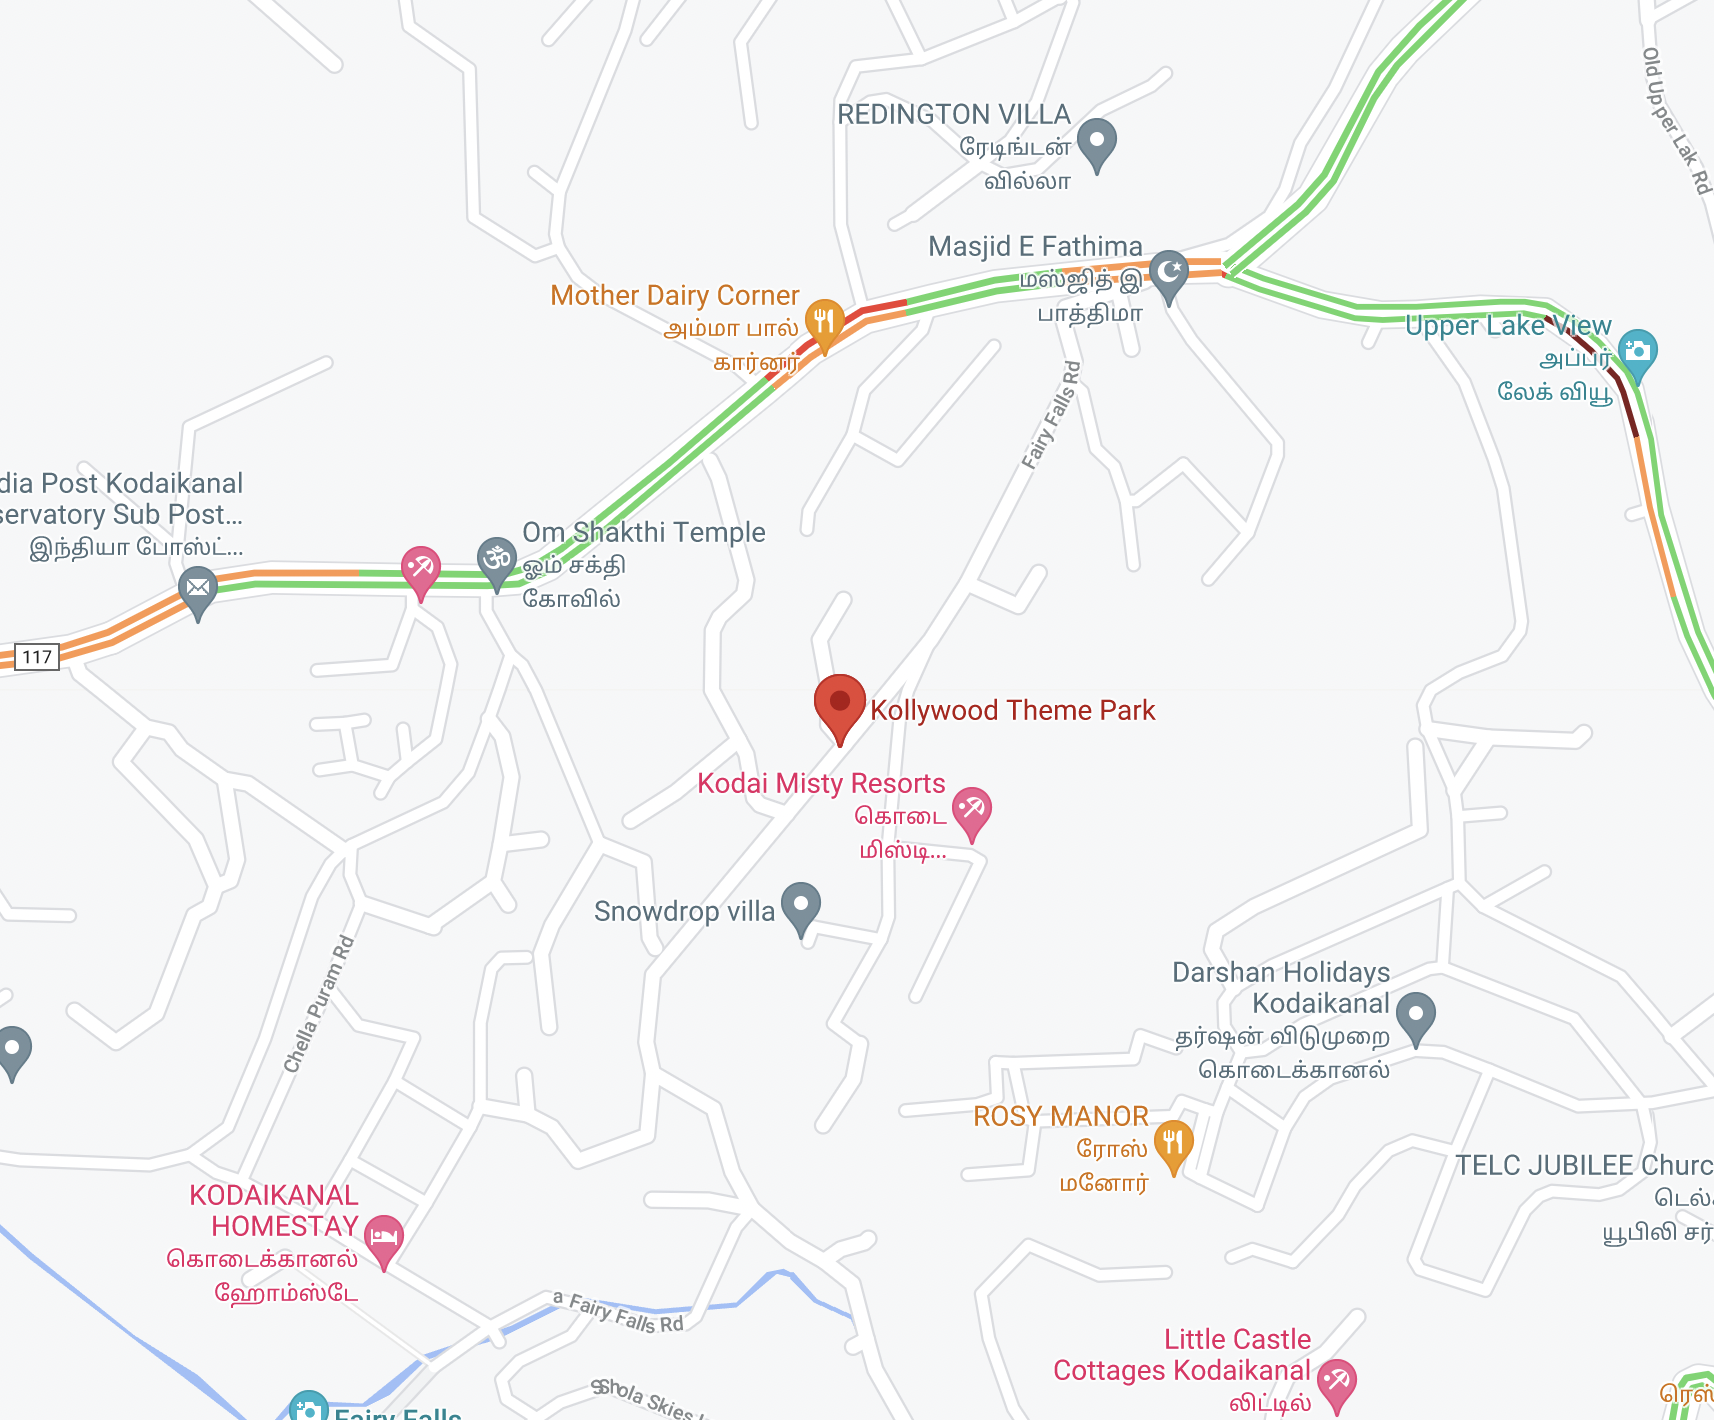 Old Upper Lak Rd
REDINGTON VILLA
ரேடிங்டன்
வில்லா
Masjid E Fathima
மஸ்ஜித் இ
பாத்திமா
Mother Dairy Corner
அம்மா பால்
கார்னர்
Upper Lake View
அப்பர்
லேக் வியூ
Fairy Falls Rd
dia Post Kodaikanal
servatory Sub Post...
இந்தியா போஸ்ட்...
Om Shakthi Temple
ஓம் சக்தி
கோவில்
117
Kollywood Theme Park
Kodai Misty Resorts
கொடை
மிஸ்டி...
Snowdrop villa
Chella Puram Rd
Darshan Holidays
Kodaikanal
தர்ஷன் விடுமுறை
கொடைக்கானல்
ROSY MANOR
ரோஸ்
மனோர்
TELC JUBILEE Churc
டெல்
யூபிலி சர்
KODAIKANAL
HOMESTAY
கொடைக்கானல்
ஹோம்ஸ்டே
a Fairy Falls Rd
Shola Skies
Little Castle
Cottages Kodaikanal
லிட்டில்
ரெஸ்
Fairy Falls